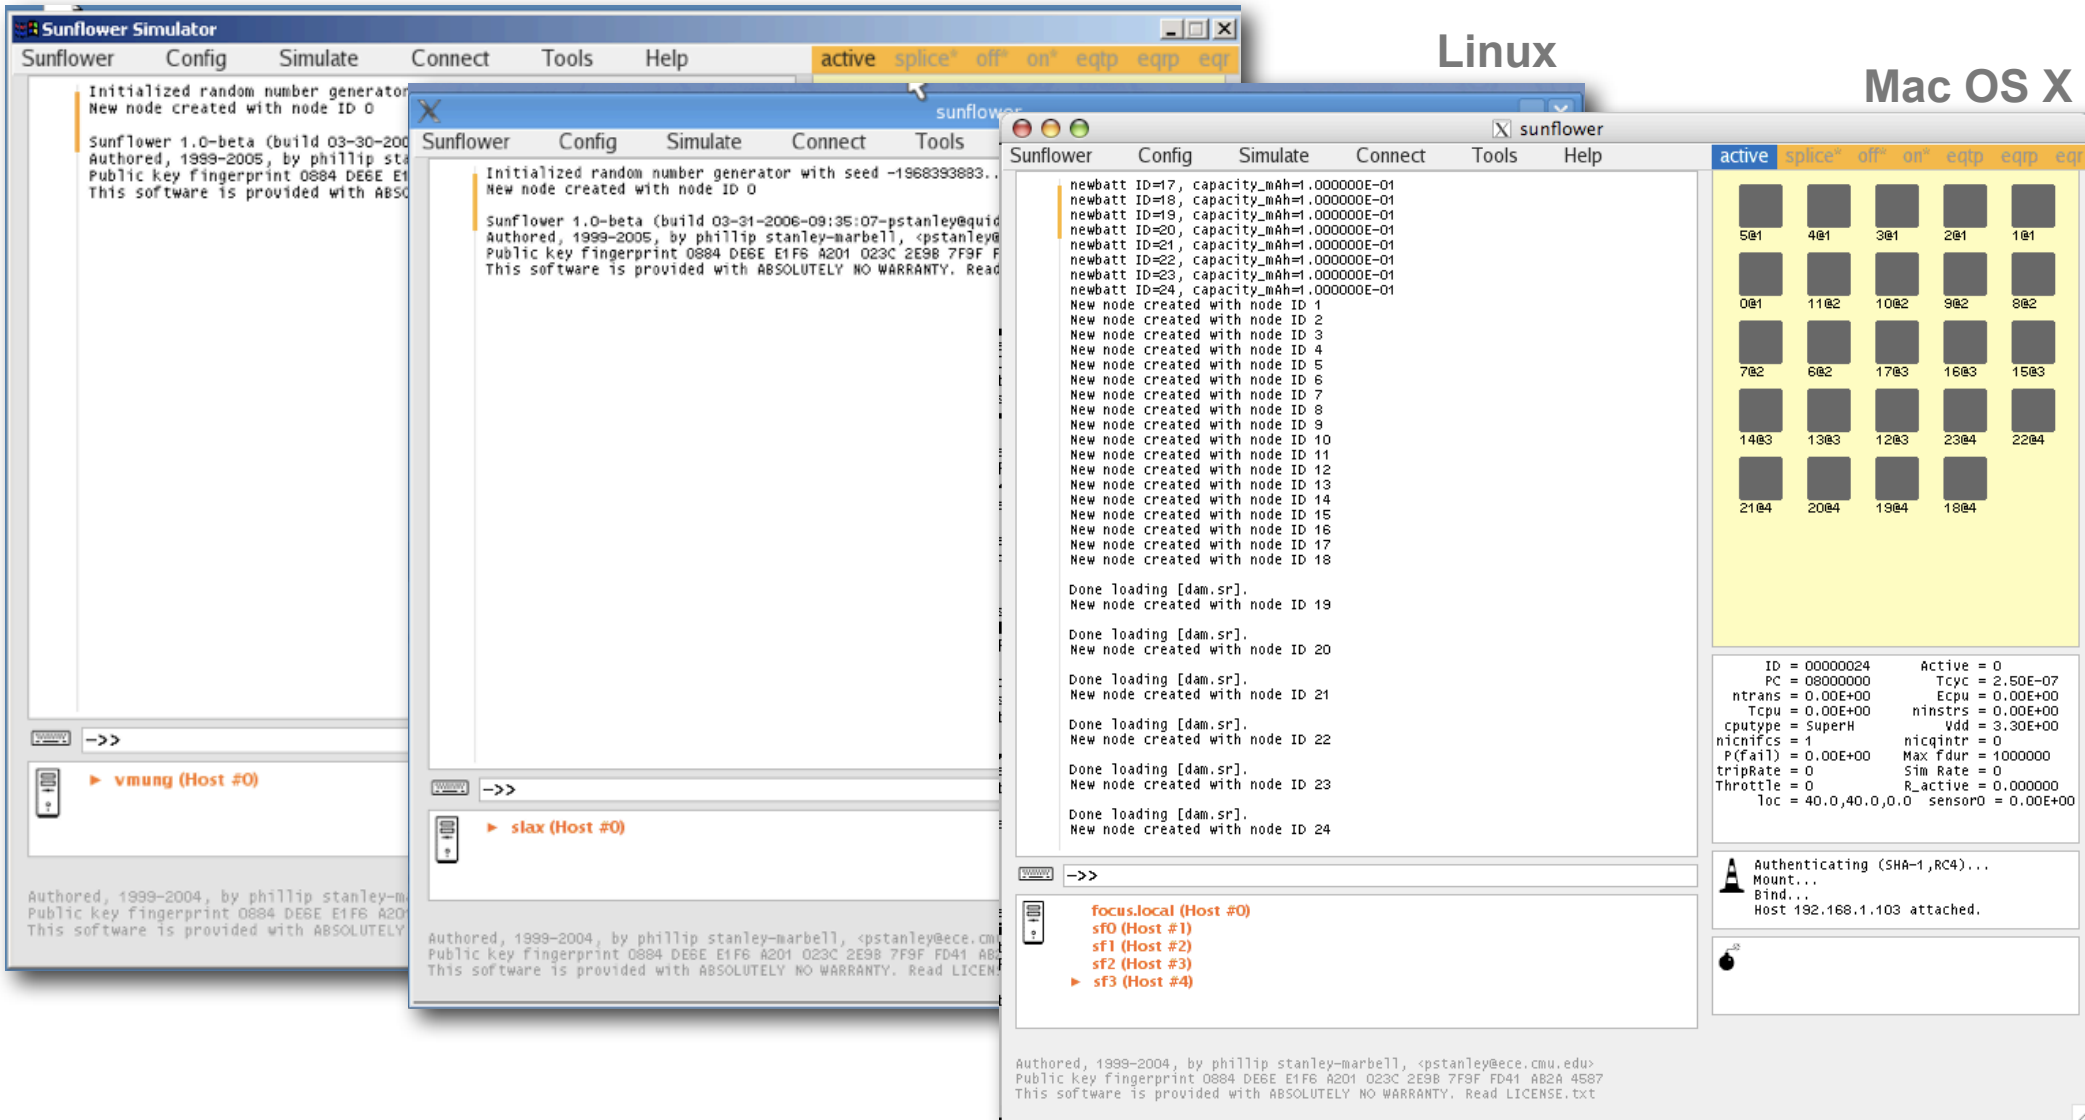 Sunflower Simulator
Sunflower Config Simulate Connect Tools Help
active splice* off* on* eqtp eqrp eqr
Initialized random number generator
New node created with node ID 0
Sunflower 1.0-beta (build 03-30-200
Authored, 1999-2005, by phillip sta
Public key fingerprint 0884 DE6E E1
This software is provided with ABSO
->>
vmung (Host #0)
Authored, 1999-2004, by phillip stanley-m
Public key fingerprint 0884 DE6E E1F6 A20
This software is provided with ABSOLUTELY
Linux
sunflower
Sunflower Config Simulate Connect Tools
Initialized random number generator with seed -1968393883..
New node created with node ID 0
Sunflower 1.0-beta (build 03-31-2006-09:35:07-pstanley@quid
Authored, 1999-2005, by phillip stanley-marbell, <pstanley@
Public key fingerprint 0884 DE6E E1F6 A201 023C 2E9B 7F9F F
This software is provided with ABSOLUTELY NO WARRANTY. Read
->>
slax (Host #0)
Authored, 1999-2004, by phillip stanley-marbell, <pstanley@ece.cm
Public key fingerprint 0884 DE6E E1F6 A201 023C 2E9B 7F9F FD41 AB2
This software is provided with ABSOLUTELY NO WARRANTY. Read LICEN
Mac OS X
X sunflower
Sunflower Config Simulate Connect Tools Help
active splice* off* on* eqtp eqrp eqr
newbatt ID=17, capacity_mAh=1.000000E-01
newbatt ID=18, capacity_mAh=1.000000E-01
newbatt ID=19, capacity_mAh=1.000000E-01
newbatt ID=20, capacity_mAh=1.000000E-01
newbatt ID=21, capacity_mAh=1.000000E-01
newbatt ID=22, capacity_mAh=1.000000E-01
newbatt ID=23, capacity_mAh=1.000000E-01
newbatt ID=24, capacity_mAh=1.000000E-01
New node created with node ID 1
New node created with node ID 2
New node created with node ID 3
New node created with node ID 4
New node created with node ID 5
New node created with node ID 6
New node created with node ID 7
New node created with node ID 8
New node created with node ID 9
New node created with node ID 10
New node created with node ID 11
New node created with node ID 12
New node created with node ID 13
New node created with node ID 14
New node created with node ID 15
New node created with node ID 16
New node created with node ID 17
New node created with node ID 18
Done loading [dam.sr].
New node created with node ID 19
Done loading [dam.sr].
New node created with node ID 20
Done loading [dam.sr].
New node created with node ID 21
Done loading [dam.sr].
New node created with node ID 22
Done loading [dam.sr].
New node created with node ID 23
Done loading [dam.sr].
New node created with node ID 24
->>
focus.local (Host #0)
sf0 (Host #1)
sf1 (Host #2)
sf2 (Host #3)
sf3 (Host #4)
Authored, 1999-2004, by phillip stanley-marbell, <pstanley@ece.cmu.edu>
Public key fingerprint 0884 DE6E E1F6 A201 023C 2E9B 7F9F FD41 AB2A 4587
This software is provided with ABSOLUTELY NO WARRANTY. Read LICENSE.txt
5@1 4@1 3@1 2@1 1@1
0@1 11@2 10@2 9@2 8@2
7@2 6@2 17@3 16@3 15@3
14@3 13@3 12@3 23@4 22@4
21@4 20@4 19@4 18@4
ID = 00000024 Active = 0
PC = 08000000 Tcyc = 2.50E-07
ntrans = 0.00E+00 Ecpu = 0.00E+00
Tcpu = 0.00E+00 ninstrs = 0.00E+00
cputype = SuperH Vdd = 3.30E+00
nicnifcs = 1 nicqintr = 0
P(fail) = 0.00E+00 Max fdur = 1000000
tripRate = 0 Sim Rate = 0
Throttle = 0 R_active = 0.000000
loc = 40.0,40.0,0.0 sensor0 = 0.00E+00
Authenticating (SHA-1,RC4)...
Mount...
Bind...
Host 192.168.1.103 attached.